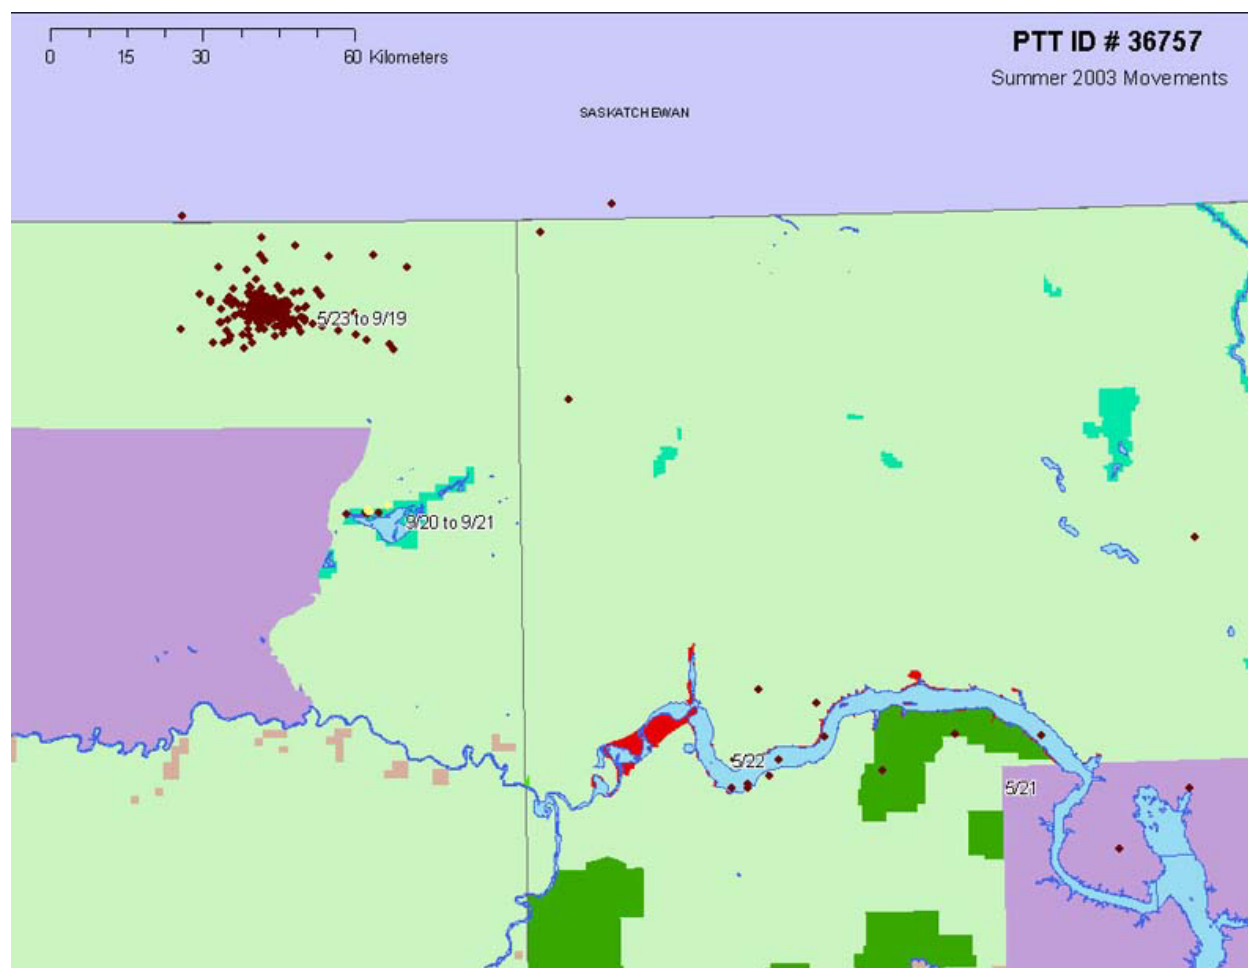 PTT ID # 36757
0 15 30 60 Kilometers
Summer 2003 Movements
SASKATCHEWAN
5/23 to 9/19
9/20 to 9/21
5/22
5/21